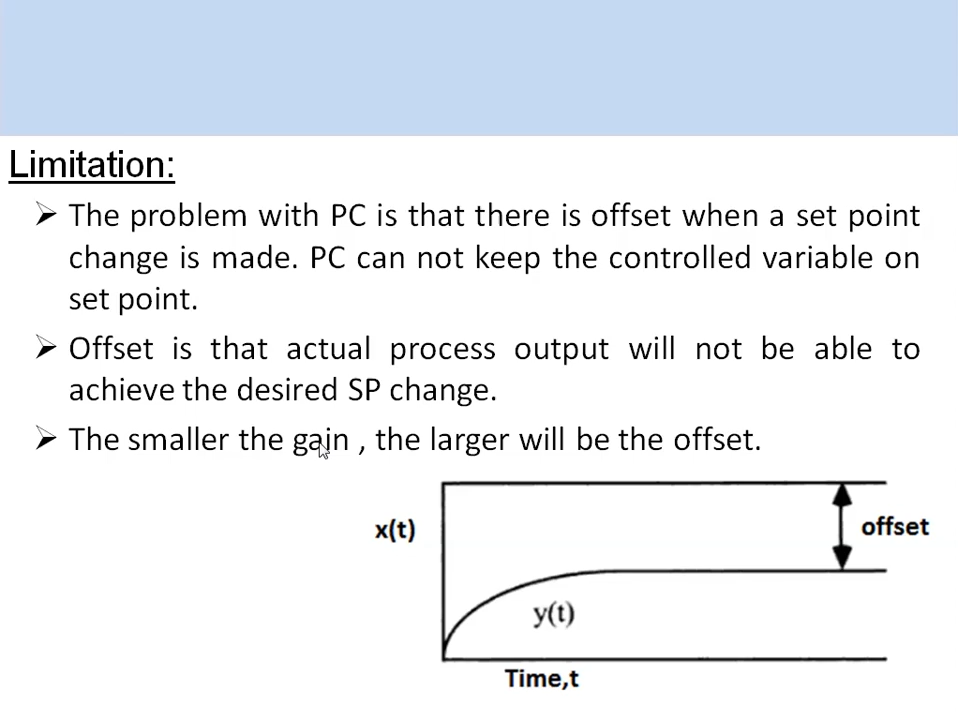 Limitation:
➢ The problem with PC is that there is offset when a set point
change is made. PC can not keep the controlled variable on
set point.
➢ Offset is that actual process output will not be able to
achieve the desired SP change.
➢ The smaller the gain , the larger will be the offset.
x(t)
offset
y(t)
Time,t